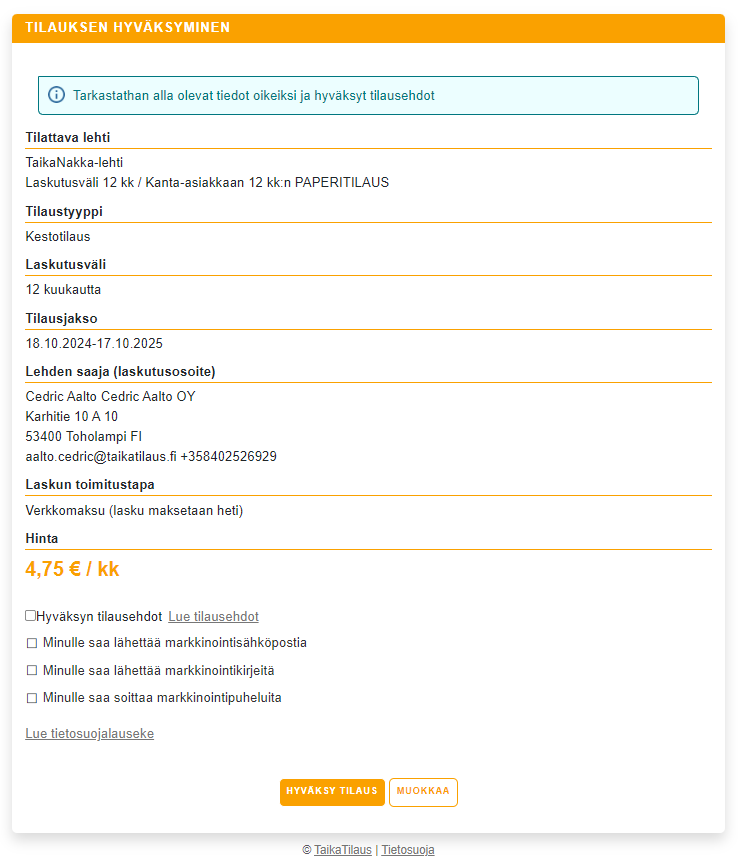 TILAUKSEN HYVÄKSYMINEN
Tarkastathan alla olevat tiedot oikeiksi ja hyväksyt tilausehdot
Tilattava lehti
TaikaNakka-lehti
Laskutusväli 12 kk / Kanta-asiakkaan 12 kk:n PAPERITILAUS
Tilaustyyppi
Kestotilaus
Laskutusväli
12 kuukautta
Tilausjakso
18.10.2024-17.10.2025
Lehden saaja (laskutusosoite)
Cedric Aalto Cedric Aalto OY
Karhitie 10 A 10
53400 Toholampi FI
aalto.cedric@taikatilaus.fi +358402526929
Laskun toimitustapa
Verkkomaksu (lasku maksetaan heti)
Hinta
4,75 € / kk
Hyväksyn tilausehdot Lue tilausehdot
Minulle saa lähettää markkinointisähköpostia
Minulle saa lähettää markkinointikirjeitä
Minulle saa soittaa markkinointipuheluita
Lue tietosuojalauseke
HYVÄKSY TILAUS MUOKKAA
© TaikaTilaus | Tietosuoja